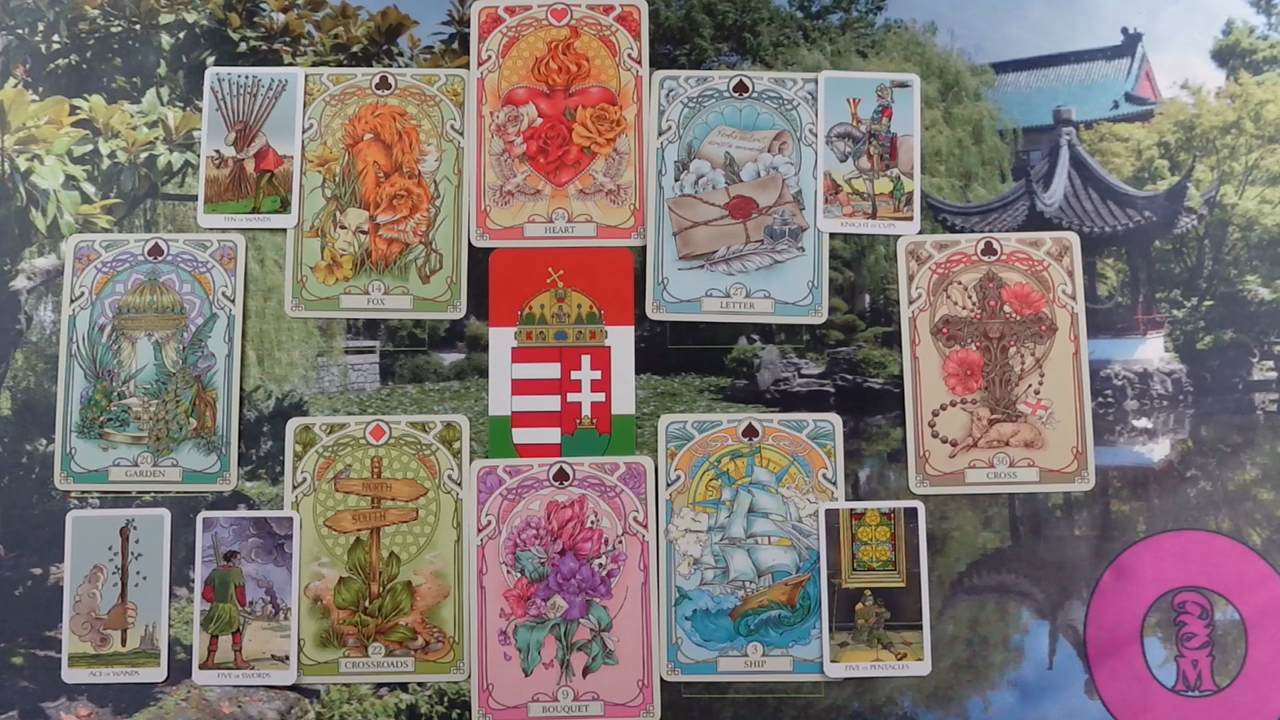 TEN OF WANDS
14
FOX
24
HEART
27
LETTER
KNIGHT OF CUPS
20
GARDEN
36
CROSS
NORTH
SOUTH
ACE OF WANDS
FIVE OF SWORDS
22
CROSSROADS
9
BOUQUET
3
SHIP
FIVE OF PENTACLES